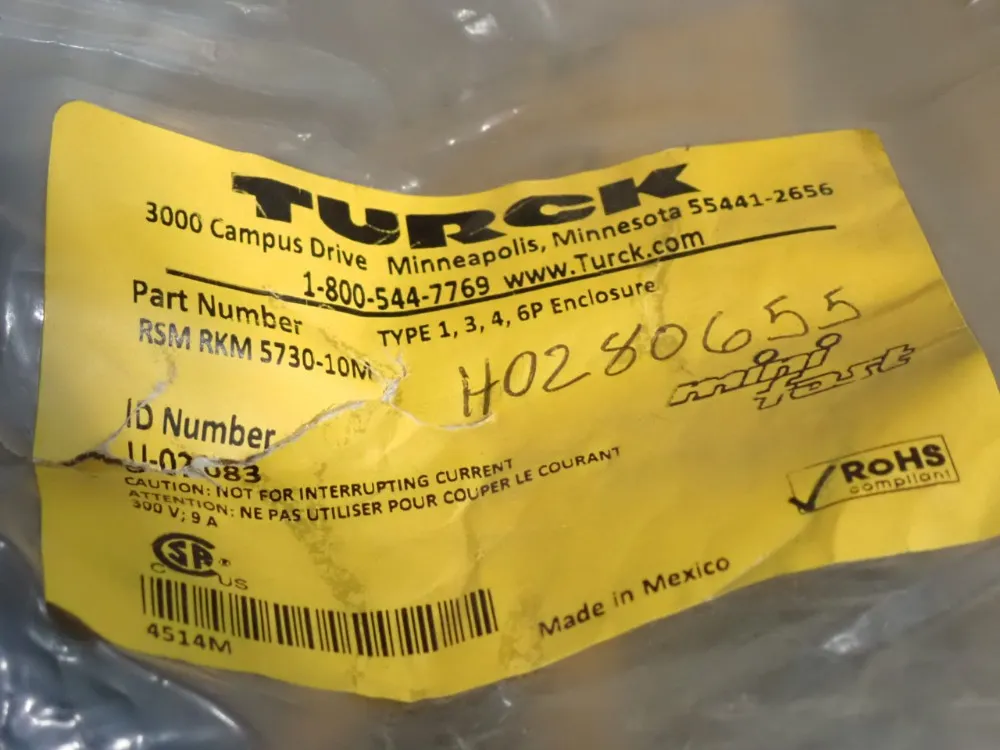 TURCK
3000 Campus Drive Minneapolis, Minnesota 55441-2656
1-800-544-7769 www.Turck.com
Part Number TYPE 1, 3, 4, 6P Enclosure
RSM RKM 5730-10M
H0280655
mini
fast
ID Number
CAUTION: NOT FOR INTERRUPTING CURRENT
ATTENTION: NE PAS UTILISER POUR COUPER LE COURANT
300 V; 9 A
RoHS
compliant
CSA®
C US
4514M
Made in Mexico